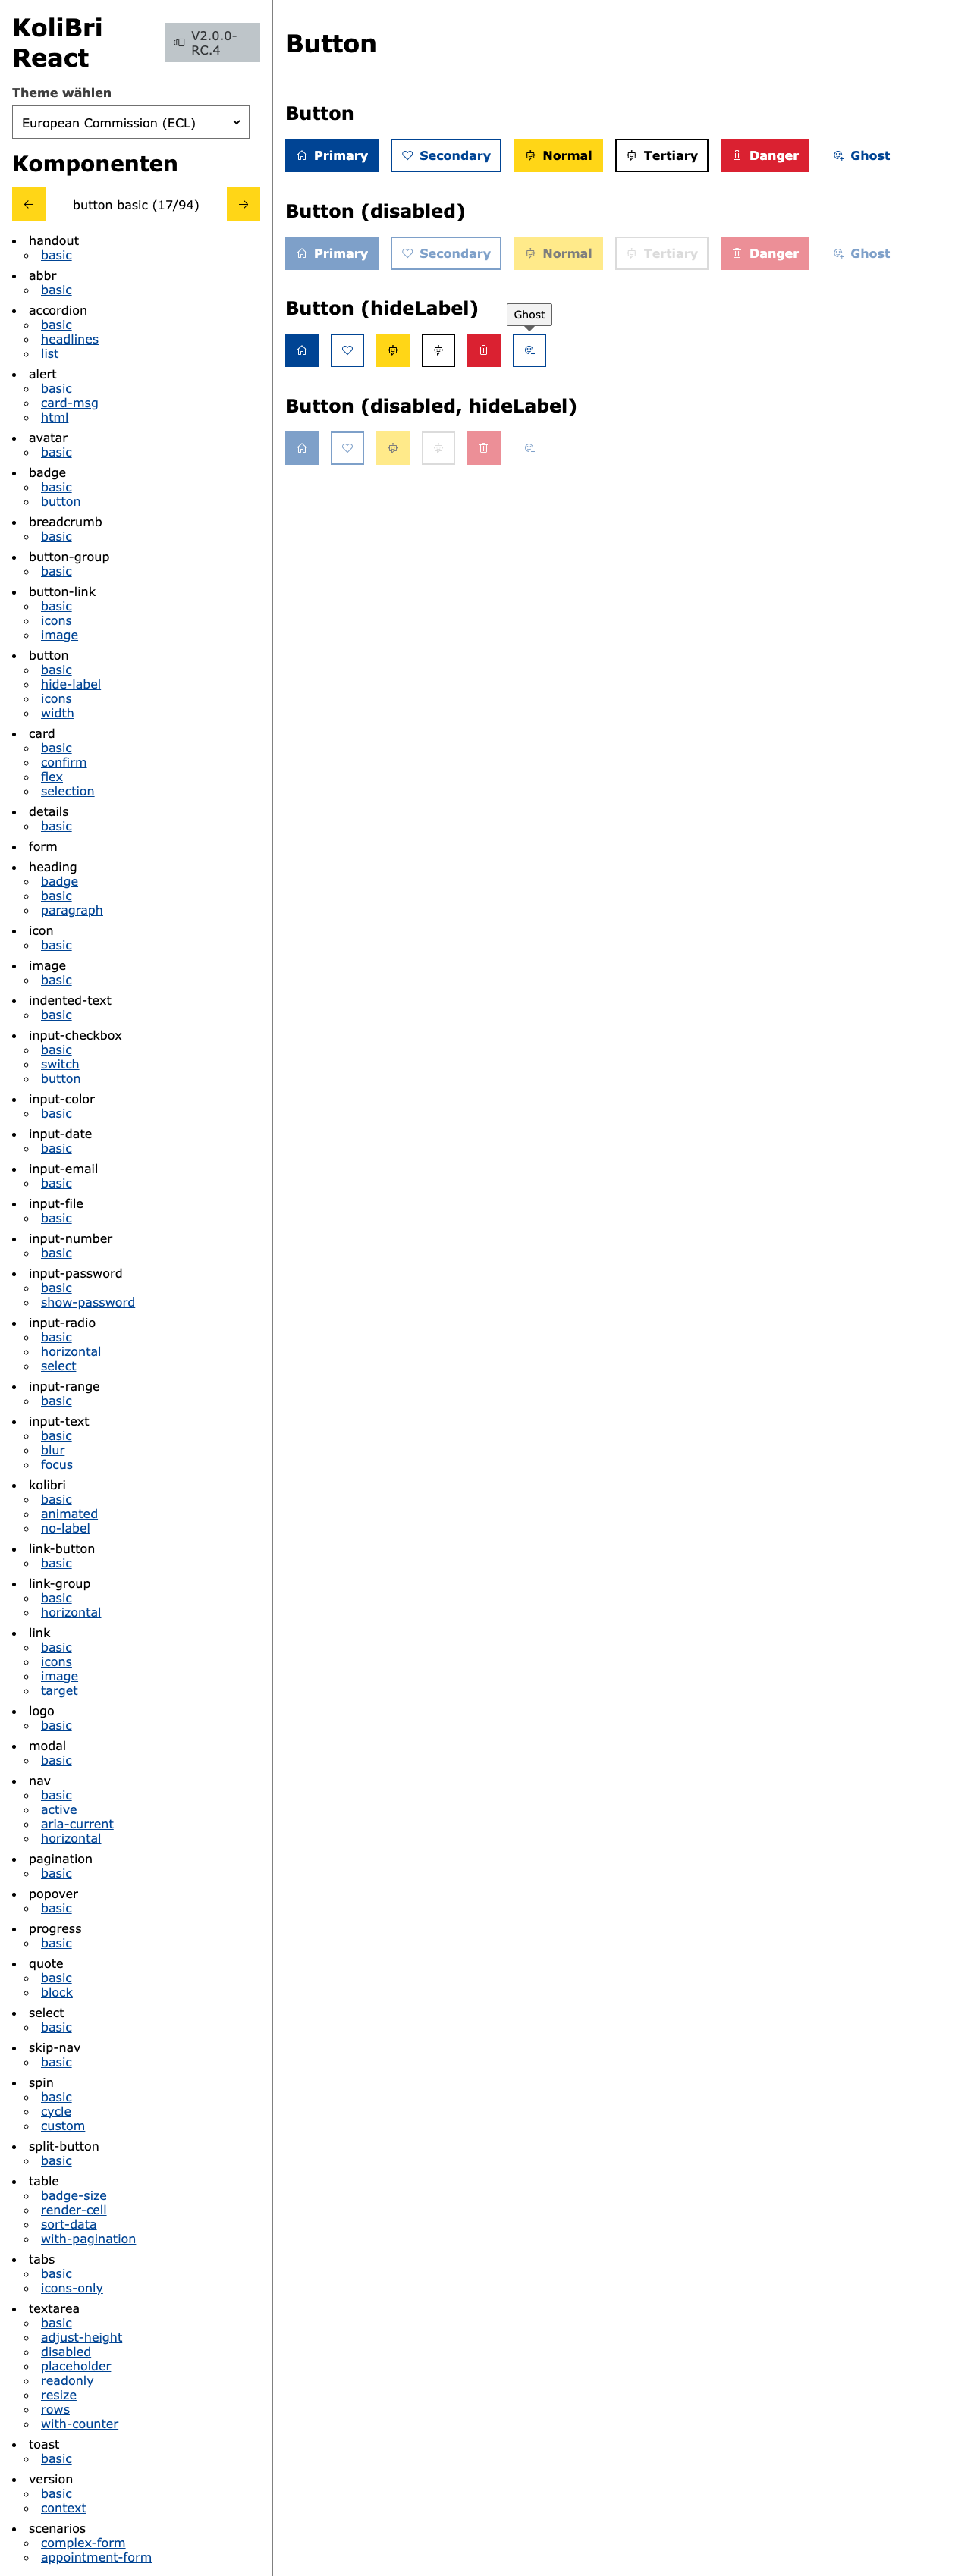 KoliBri
React
V2.0.0-
RC.4
Theme wählen
European Commission (ECL)
Komponenten
button basic (17/94)
handout
basic
abbr
basic
accordion
basic
headlines
list
alert
basic
card-msg
html
avatar
basic
badge
basic
button
breadcrumb
basic
button-group
basic
button-link
basic
icons
image
button
basic
hide-label
icons
width
card
basic
confirm
flex
selection
details
basic
form
heading
badge
basic
paragraph
icon
basic
image
basic
indented-text
basic
input-checkbox
basic
switch
button
input-color
basic
input-date
basic
input-email
basic
input-file
basic
input-number
basic
input-password
basic
show-password
input-radio
basic
horizontal
select
input-range
basic
input-text
basic
blur
focus
kolibri
basic
animated
no-label
link-button
basic
link-group
basic
horizontal
link
basic
icons
image
target
logo
basic
modal
basic
nav
basic
active
aria-current
horizontal
pagination
basic
popover
basic
progress
basic
quote
basic
block
select
basic
skip-nav
basic
spin
basic
cycle
custom
split-button
basic
table
badge-size
render-cell
sort-data
with-pagination
tabs
basic
icons-only
textarea
basic
adjust-height
disabled
placeholder
readonly
resize
rows
with-counter
toast
basic
version
basic
context
scenarios
complex-form
appointment-form
Button
Button
Primary Secondary Normal Tertiary Danger Ghost
Button (disabled)
Primary Secondary Normal Tertiary Danger Ghost
Button (hideLabel)
Ghost
Button (disabled, hideLabel)